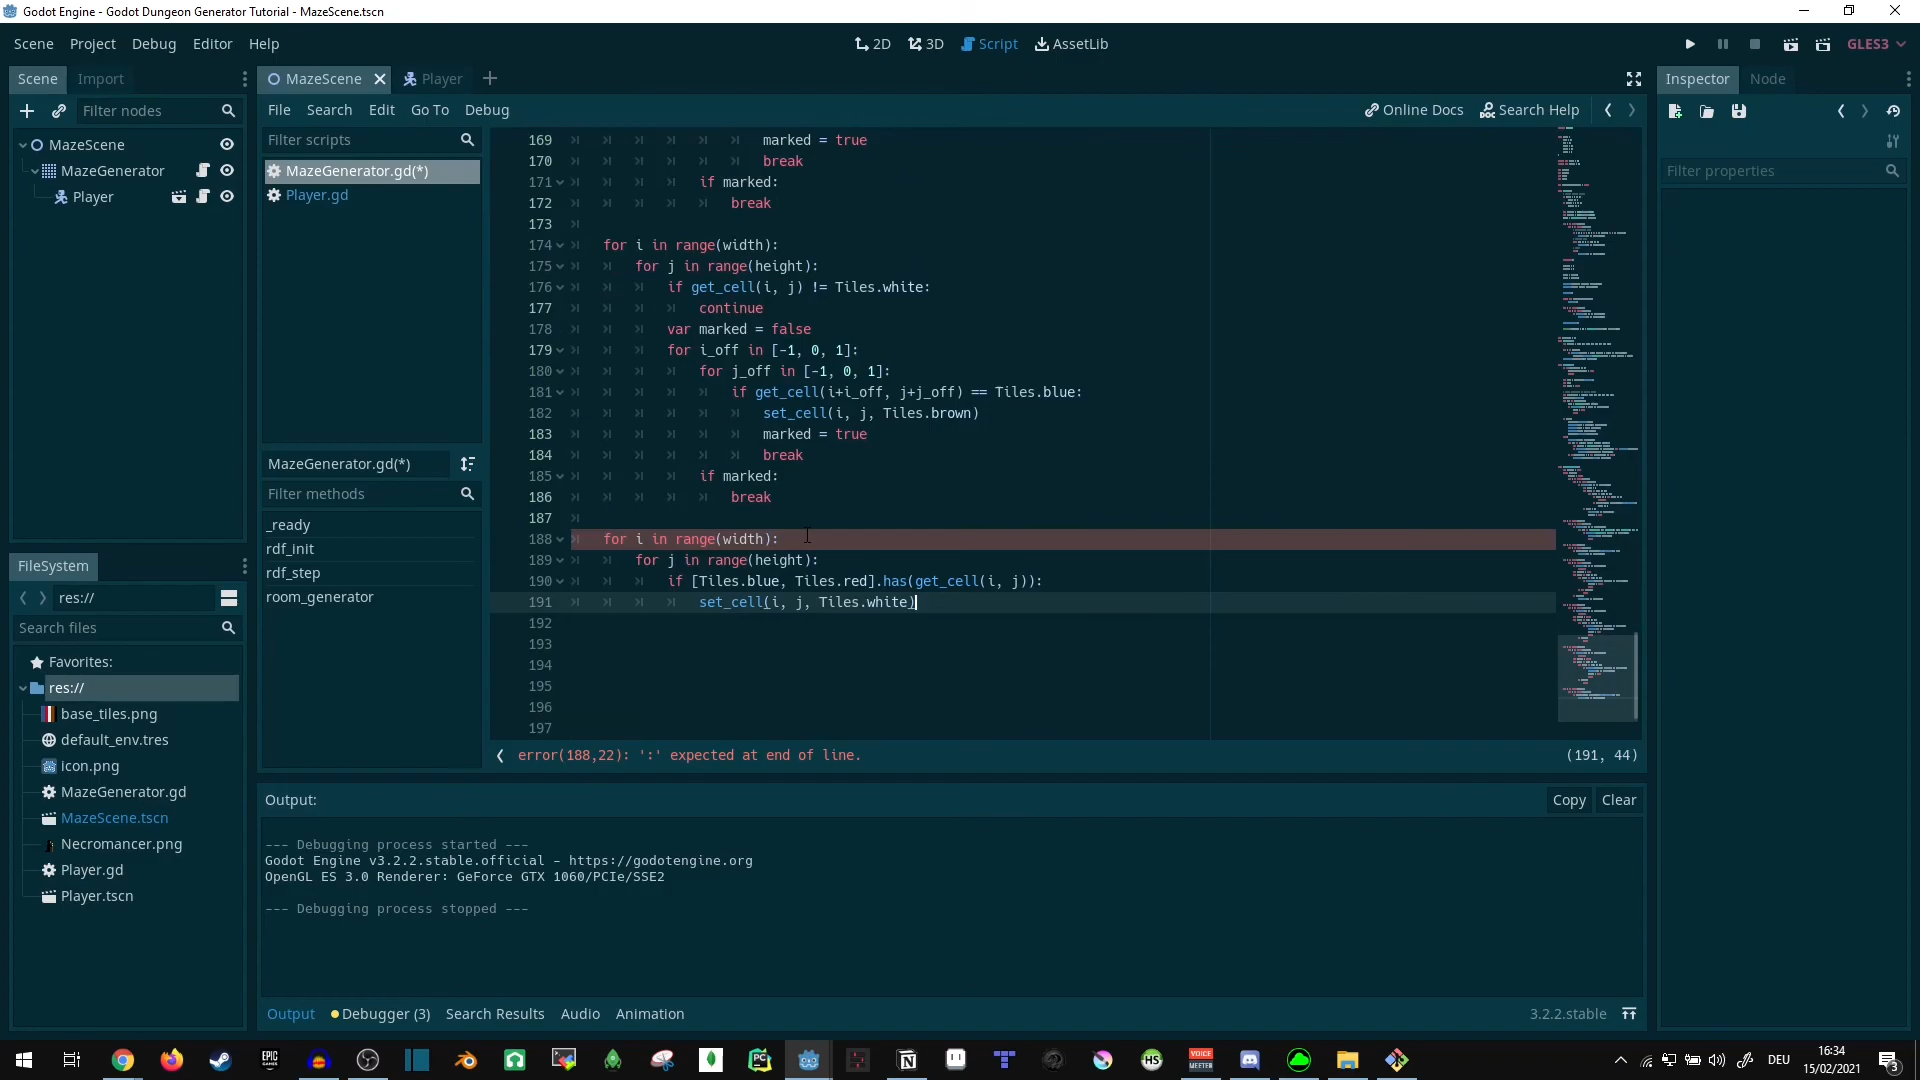 Godot Engine - Godot Dungeon Generator Tutorial - MazeScene.tscn
Scene Project Debug Editor Help
2D 3D Script AssetLib
GLES3
Scene Import
MazeScene Player
Inspector Node
Filter nodes
File Search Edit Go To Debug
Online Docs Search Help
MazeScene
MazeGenerator
Player
Filter scripts
MazeGenerator.gd(*)
Player.gd
MazeGenerator.gd(*)
Filter methods
_ready
rdf_init
rdf_step
room_generator
Filter properties
169 marked = true
170 break
171 if marked:
172 break
173
174 for i in range(width):
175 for j in range(height):
176 if get_cell(i, j) != Tiles.white:
177 continue
178 var marked = false
179 for i_off in [-1, 0, 1]:
180 for j_off in [-1, 0, 1]:
181 if get_cell(i+i_off, j+j_off) == Tiles.blue:
182 set_cell(i, j, Tiles.brown)
183 marked = true
184 break
185 if marked:
186 break
187
188 for i in range(width):
189 for j in range(height):
190 if [Tiles.blue, Tiles.red].has(get_cell(i, j)):
191 set_cell(i, j, Tiles.white)
192
193
194
195
196
197
error(188,22): ':' expected at end of line.
(191, 44)
FileSystem
res://
Search files
Favorites:
res://
base_tiles.png
default_env.tres
icon.png
MazeGenerator.gd
MazeScene.tscn
Necromancer.png
Player.gd
Player.tscn
Output:
Copy Clear
--- Debugging process started ---
Godot Engine v3.2.2.stable.official - https://godotengine.org
OpenGL ES 3.0 Renderer: GeForce GTX 1060/PCIe/SSE2
--- Debugging process stopped ---
Output Debugger (3) Search Results Audio Animation
3.2.2.stable
EPIC GAMES
PC
HS
VOICE MEETER
DEU
16:34
15/02/2021
3